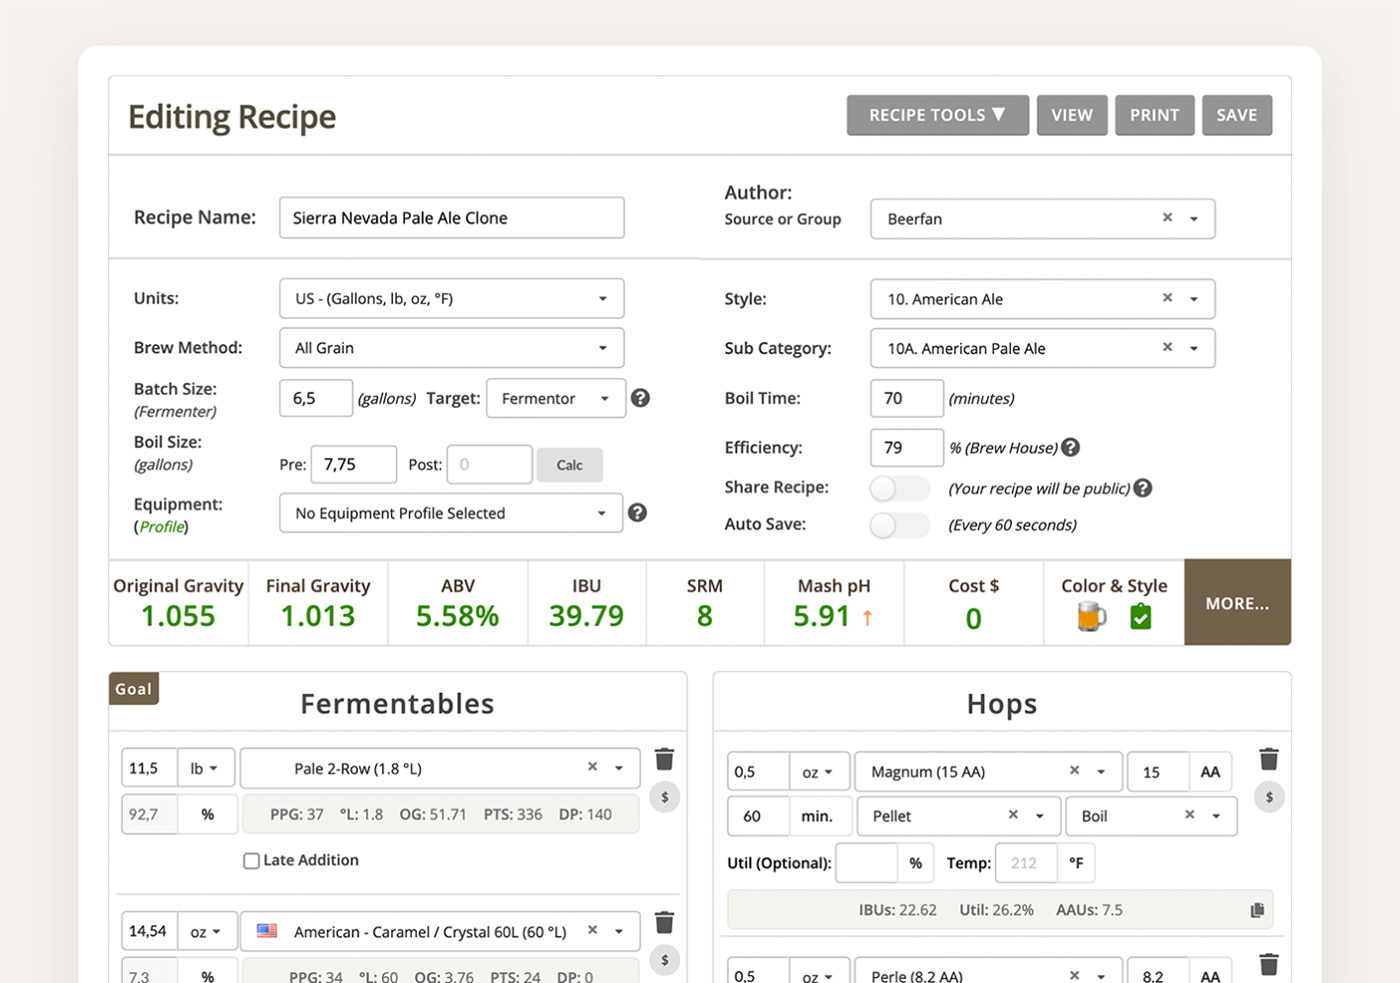 Editing Recipe
RECIPE TOOLS ▼ VIEW PRINT SAVE
Recipe Name: Sierra Nevada Pale Ale Clone
Author:
Source or Group Beerfan
Units: US - (Gallons, lb, oz, °F)
Brew Method: All Grain
Batch Size:
(Fermenter)
6,5 (gallons) Target: Fermentor
Boil Size:
(gallons)
Pre: 7,75 Post: 0 Calc
Equipment:
(Profile)
No Equipment Profile Selected
Style: 10. American Ale
Sub Category: 10A. American Pale Ale
Boil Time: 70 (minutes)
Efficiency: 79 % (Brew House)
Share Recipe: (Your recipe will be public)
Auto Save: (Every 60 seconds)
Original Gravity
1.055
Final Gravity
1.013
ABV
5.58%
IBU
39.79
SRM
8
Mash pH
5.91 ↑
Cost $
0
Color & Style
MORE...
Goal
Fermentables
11,5 lb Pale 2-Row (1.8 °L)
92,7 % PPG: 37 °L: 1.8 OG: 51.71 PTS: 336 DP: 140
$
Late Addition
14,54 oz American - Caramel / Crystal 60L (60 °L)
7,3 % PPG: 34 °L: 60 OG: 3.76 PTS: 24 DP: 0
$
Hops
0,5 oz Magnum (15 AA) 15 AA
$
60 min. Pellet Boil
Util (Optional): % Temp: 212 °F
IBUs: 22.62 Util: 26.2% AAUs: 7.5
0,5 oz Perle (8.2 AA) 8.2 AA